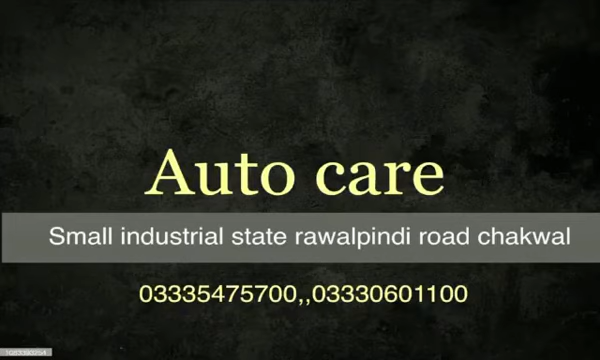 Auto care
Small industrial state rawalpindi road chakwal
03335475700,,03330601100